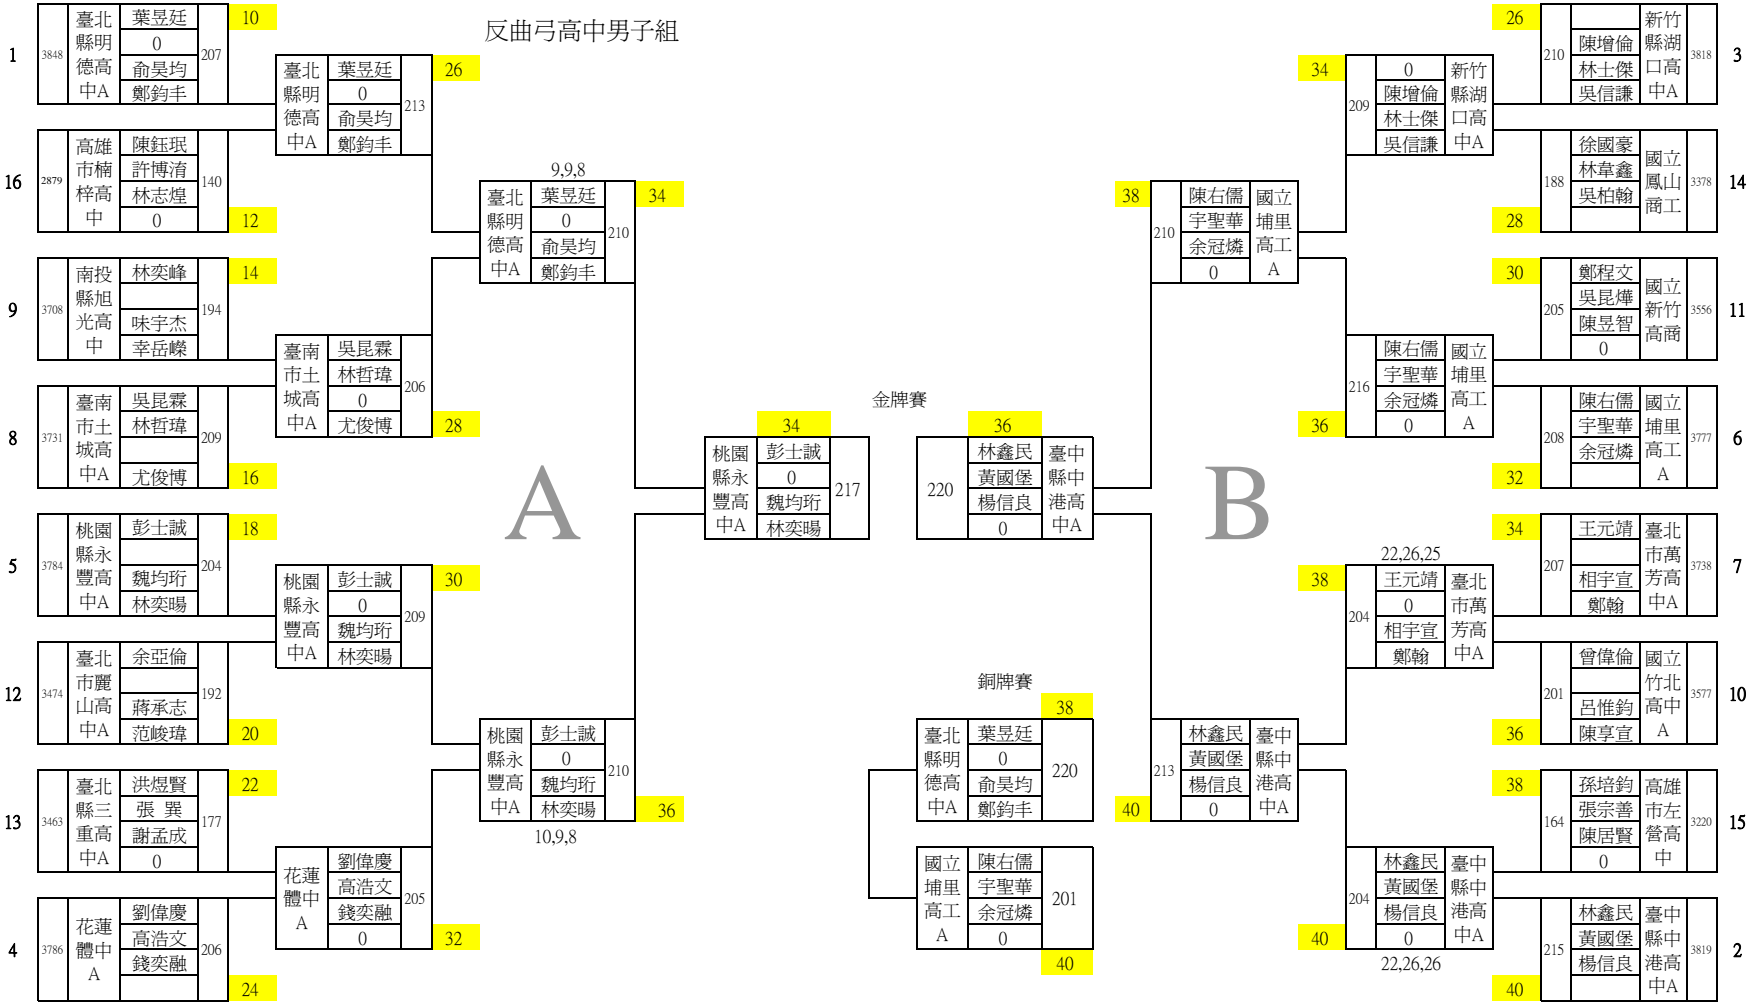 反曲弓高中男子組
1
3848
臺北
縣明
德高
中A
葉昱廷
0
俞昊均
鄭鈞丰
207
10
16
2879
高雄
市楠
梓高
中
陳鈺珉
許博淯
林志煌
0
140
12
9
3708
南投
縣旭
光高
中
林奕峰
味宇杰
幸岳嶸
194
14
8
3731
臺南
市土
城高
中A
吳昆霖
林哲瑋
尤俊博
209
16
5
3784
桃園
縣永
豐高
中A
彭士誠
魏均珩
林奕暘
204
18
12
3474
臺北
市麗
山高
中A
余亞倫
蔣承志
范峻瑋
192
20
13
3463
臺北
縣三
重高
中A
洪煜賢
張 巽
謝孟成
0
177
22
4
3786
花蓮
體中
A
劉偉慶
高浩文
錢奕融
206
24
臺北
縣明
德高
中A
葉昱廷
0
俞昊均
鄭鈞丰
213
26
臺南
市土
城高
中A
吳昆霖
林哲瑋
0
尤俊博
206
28
桃園
縣永
豐高
中A
彭士誠
0
魏均珩
林奕暘
209
30
花蓮
體中
A
劉偉慶
高浩文
錢奕融
0
205
32
9,9,8
臺北
縣明
德高
中A
葉昱廷
0
俞昊均
鄭鈞丰
210
34
桃園
縣永
豐高
中A
彭士誠
0
魏均珩
林奕暘
210
36
10,9,8
A
金牌賽
34
桃園
縣永
豐高
中A
彭士誠
0
魏均珩
林奕暘
217
36
220
林鑫民
黃國堡
楊信良
0
臺中
縣中
港高
中A
銅牌賽
38
臺北
縣明
德高
中A
葉昱廷
0
俞昊均
鄭鈞丰
220
國立
埔里
高工
A
陳右儒
宇聖華
余冠燐
0
201
40
B
38
210
陳右儒
宇聖華
余冠燐
0
國立
埔里
高工
A
213
林鑫民
黃國堡
楊信良
0
臺中
縣中
港高
中A
40
34
209
0
陳增倫
林士傑
吳信謙
新竹
縣湖
口高
中A
216
陳右儒
宇聖華
余冠燐
0
國立
埔里
高工
A
36
22,26,25
38
204
王元靖
0
相宇宣
鄭翰
臺北
市萬
芳高
中A
204
林鑫民
黃國堡
楊信良
0
臺中
縣中
港高
中A
40
22,26,26
26
210
陳增倫
林士傑
吳信謙
新竹
縣湖
口高
中A
3818
3
188
徐國豪
林韋鑫
吳柏翰
國立
鳳山
商工
3378
14
28
30
205
鄭程文
吳昆燁
陳昱智
0
國立
新竹
高商
3556
11
208
陳右儒
宇聖華
余冠燐
國立
埔里
高工
A
3777
6
32
34
207
王元靖
相宇宣
鄭翰
臺北
市萬
芳高
中A
3738
7
201
曾偉倫
呂惟鈞
陳享宣
國立
竹北
高中
A
3577
10
36
38
164
孫培鈞
張宗善
陳居賢
0
高雄
市左
營高
中
3220
15
215
林鑫民
黃國堡
楊信良
臺中
縣中
港高
中A
3819
2
40